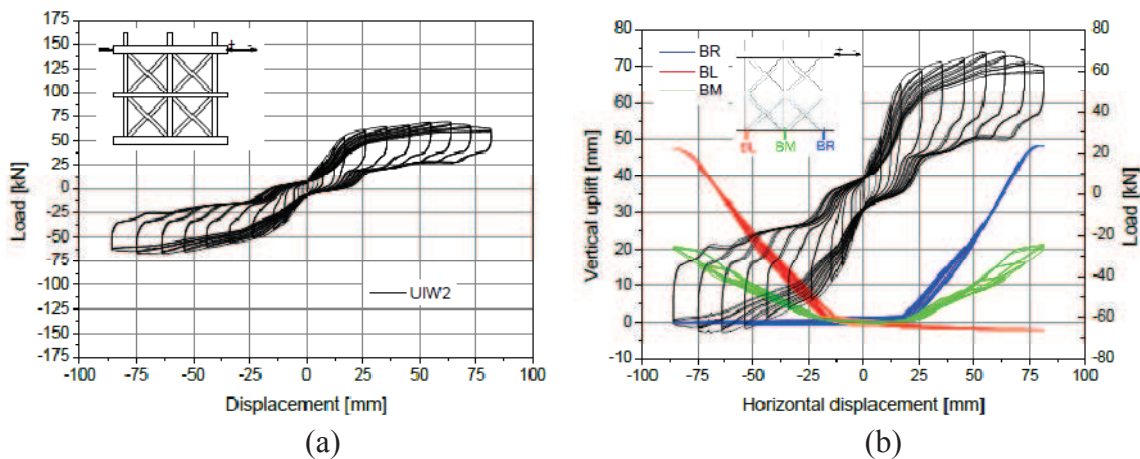 175
150
125
100
75
50
25
0
-25
-50
-75
-100
-125
-150
-175
Load [kN]
+ -
UIW2
-100 -75 -50 -25 0 25 50 75 100
Displacement [mm]
(a)
80
70
60
50
40
30
20
10
0
-10
Vertical uplift [mm]
BR
BL
BM
+ -
BL BM BR
80
60
40
20
0
-20
-40
-60
-80
Load [kN]
-100 -75 -50 -25 0 25 50 75 100
Horizontal displacement [mm]
(b)